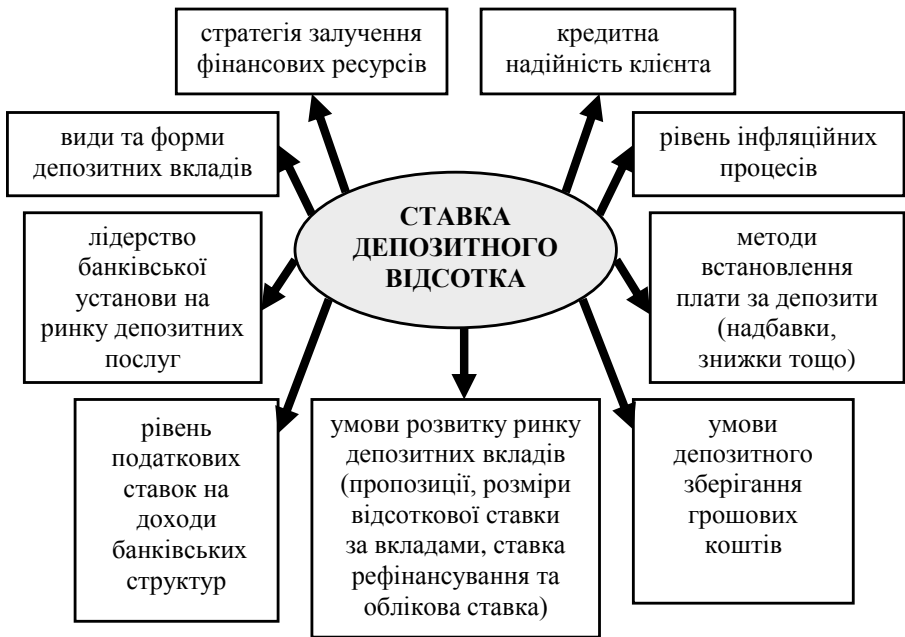 стратегія залучення
фінансових ресурсів
кредитна
надійність клієнта
види та форми
депозитних вкладів
рівень інфляційних
процесів
СТАВКА
ДЕПОЗИТНОГО
ВІДСОТКА
лідерство
банківської
установи на
ринку депозитних
послуг
методи
встановлення
плати за депозити
(надбавки,
знижки тощо)
рівень
податкових
ставок на
доходи
банківських
структур
умови розвитку ринку
депозитних вкладів
(пропозиції, розміри
відсоткової ставки
за вкладами, ставка
рефінансування та
облікова ставка)
умови
депозитного
зберігання
грошових
коштів